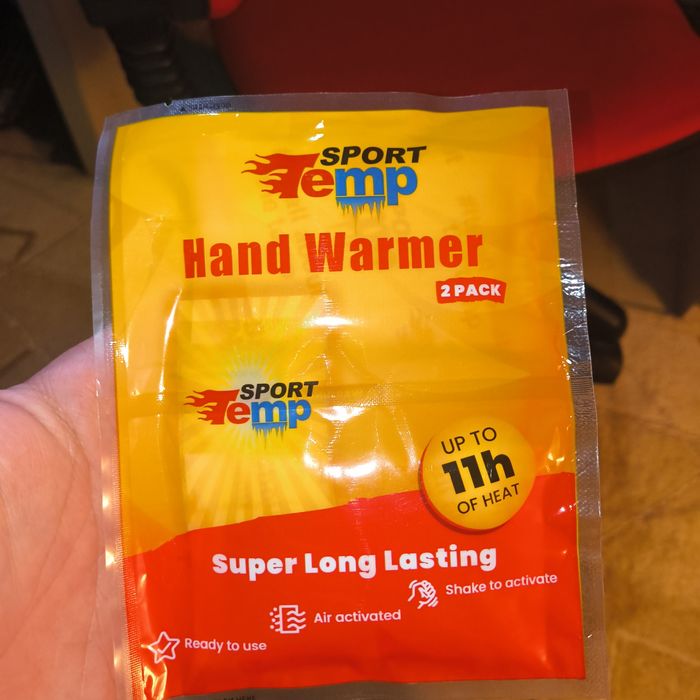 SPORT
Temp
Hand Warmer
2 PACK
SPORT
Temp
UP TO
11h
OF HEAT
Super Long Lasting
Shake to activate
Air activated
Ready to use